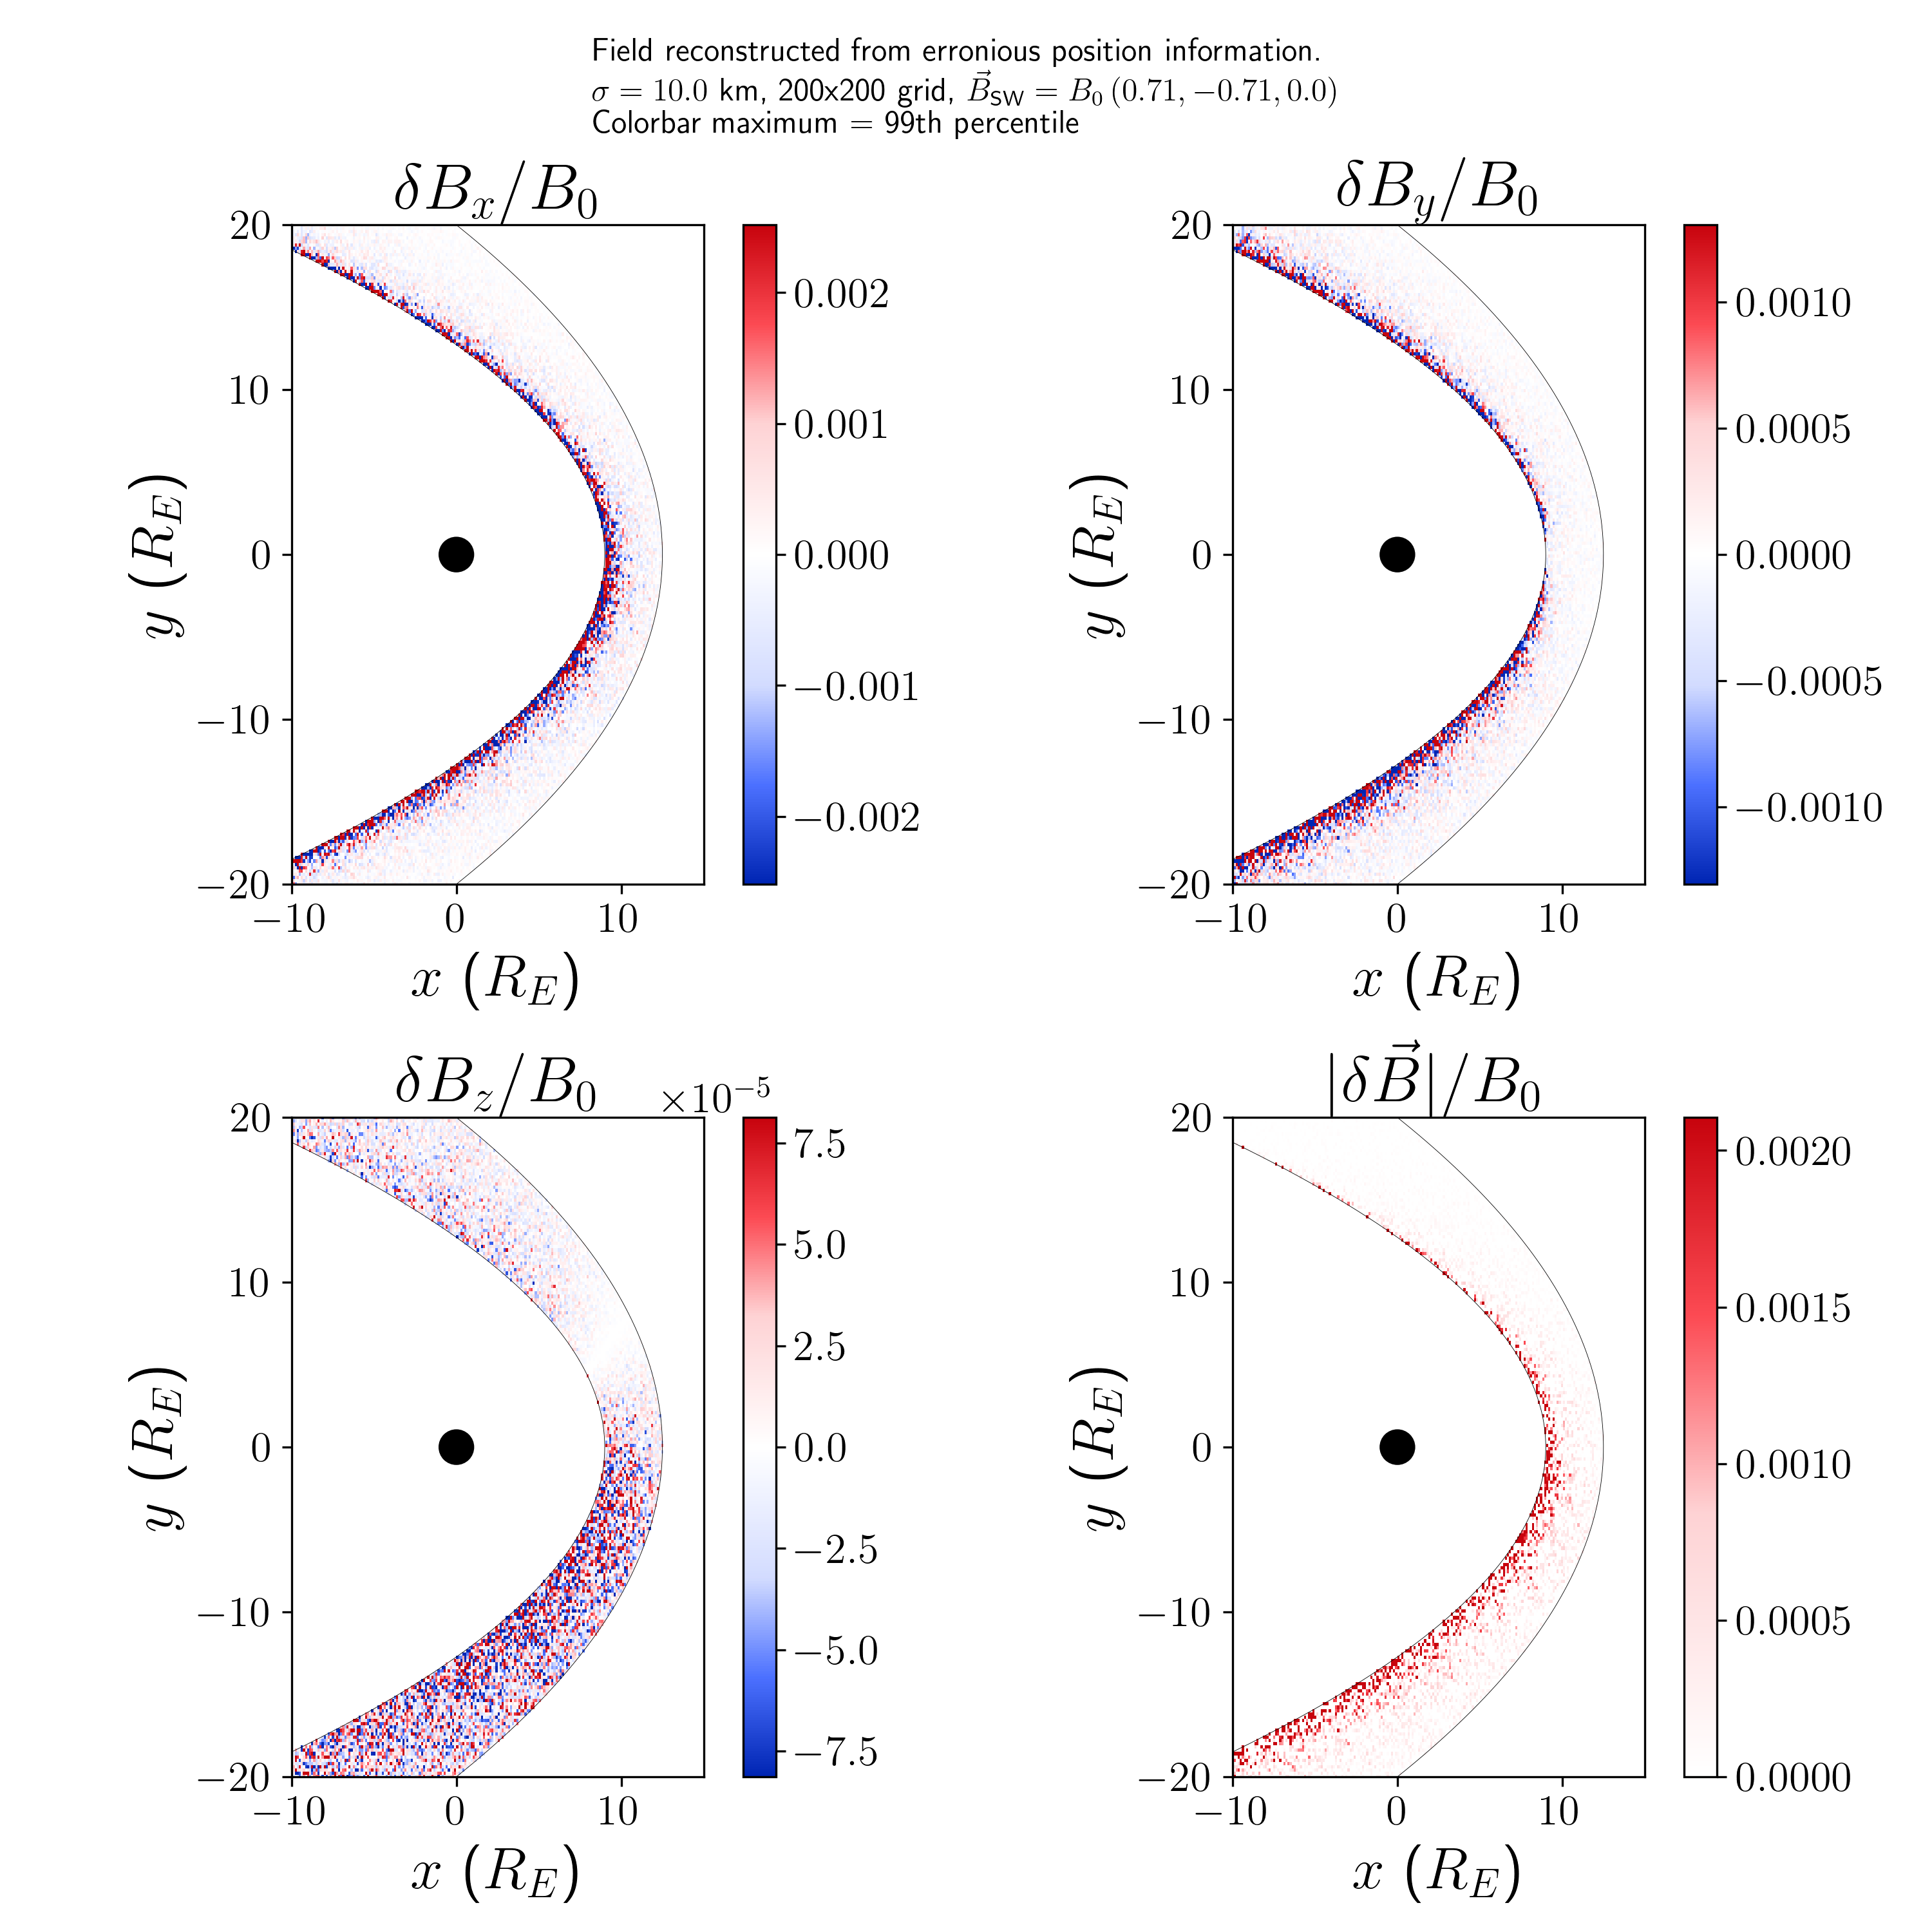 Field reconstructed from erronious position information.
σ = 10.0 km, 200x200 grid, B⃗_SW = B₀ (0.71, −0.71, 0.0)
Colorbar maximum = 99th percentile
δB_x/B₀
20
10
0
−10
−20
−10 0 10
y (R_E)
x (R_E)
0.002
0.001
0.000
−0.001
−0.002
δB_y/B₀
20
10
0
−10
−20
−10 0 10
y (R_E)
x (R_E)
0.0010
0.0005
0.0000
−0.0005
−0.0010
δB_z/B₀
×10⁻⁵
20
10
0
−10
−20
−10 0 10
y (R_E)
x (R_E)
7.5
5.0
2.5
0.0
−2.5
−5.0
−7.5
|δB⃗|/B₀
20
10
0
−10
−20
−10 0 10
y (R_E)
x (R_E)
0.0020
0.0015
0.0010
0.0005
0.0000